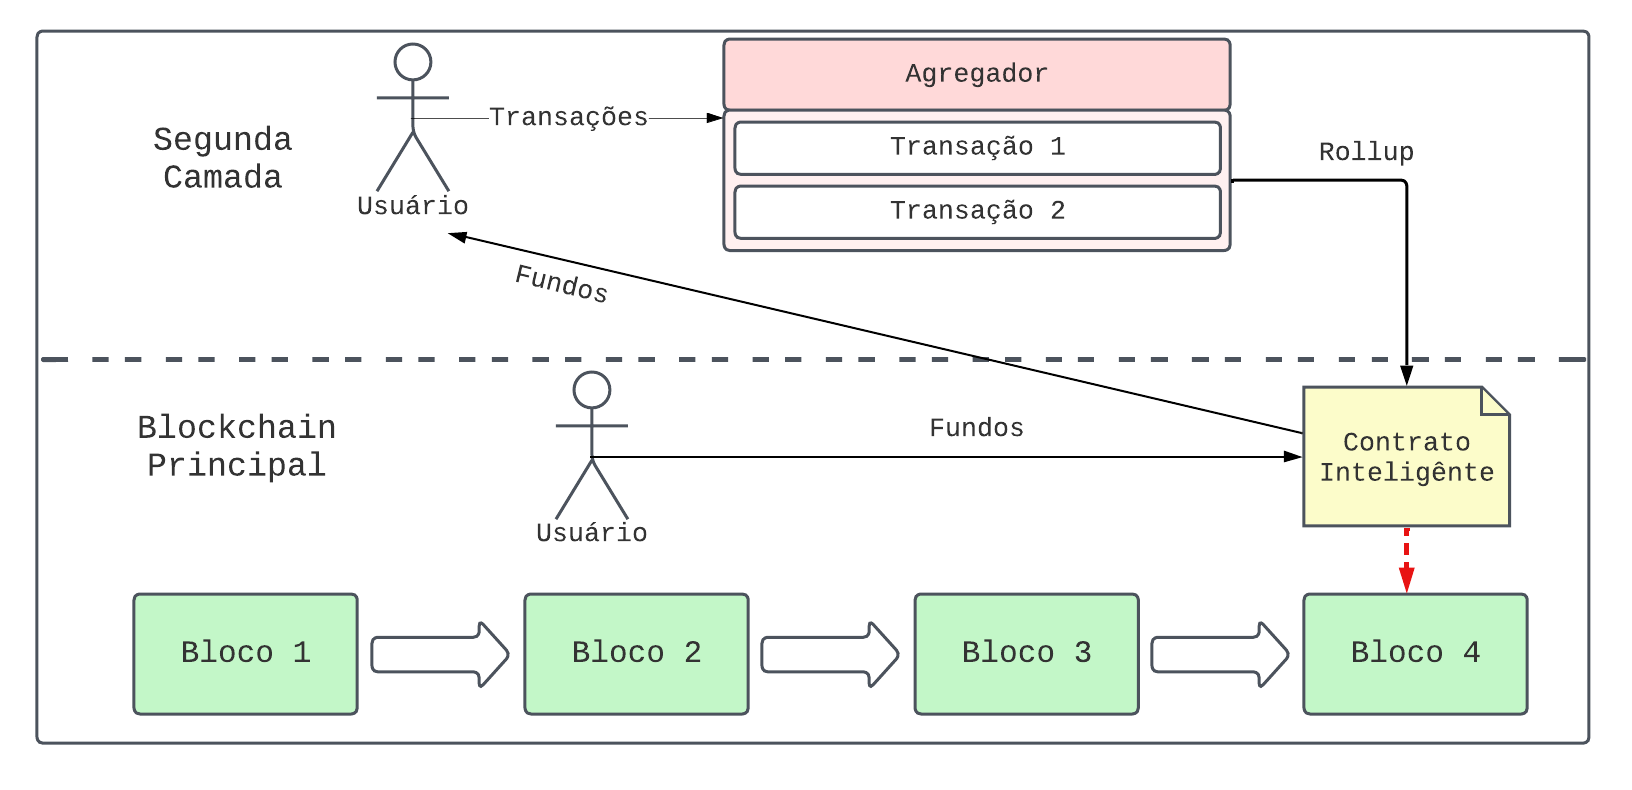 Agregador
Segunda
Camada
Transações
Transação 1
Rollup
Usuário
Transação 2
Fundos
Blockchain
Principal
Fundos
Contrato
Inteligênte
Usuário
Bloco 1
Bloco 2
Bloco 3
Bloco 4